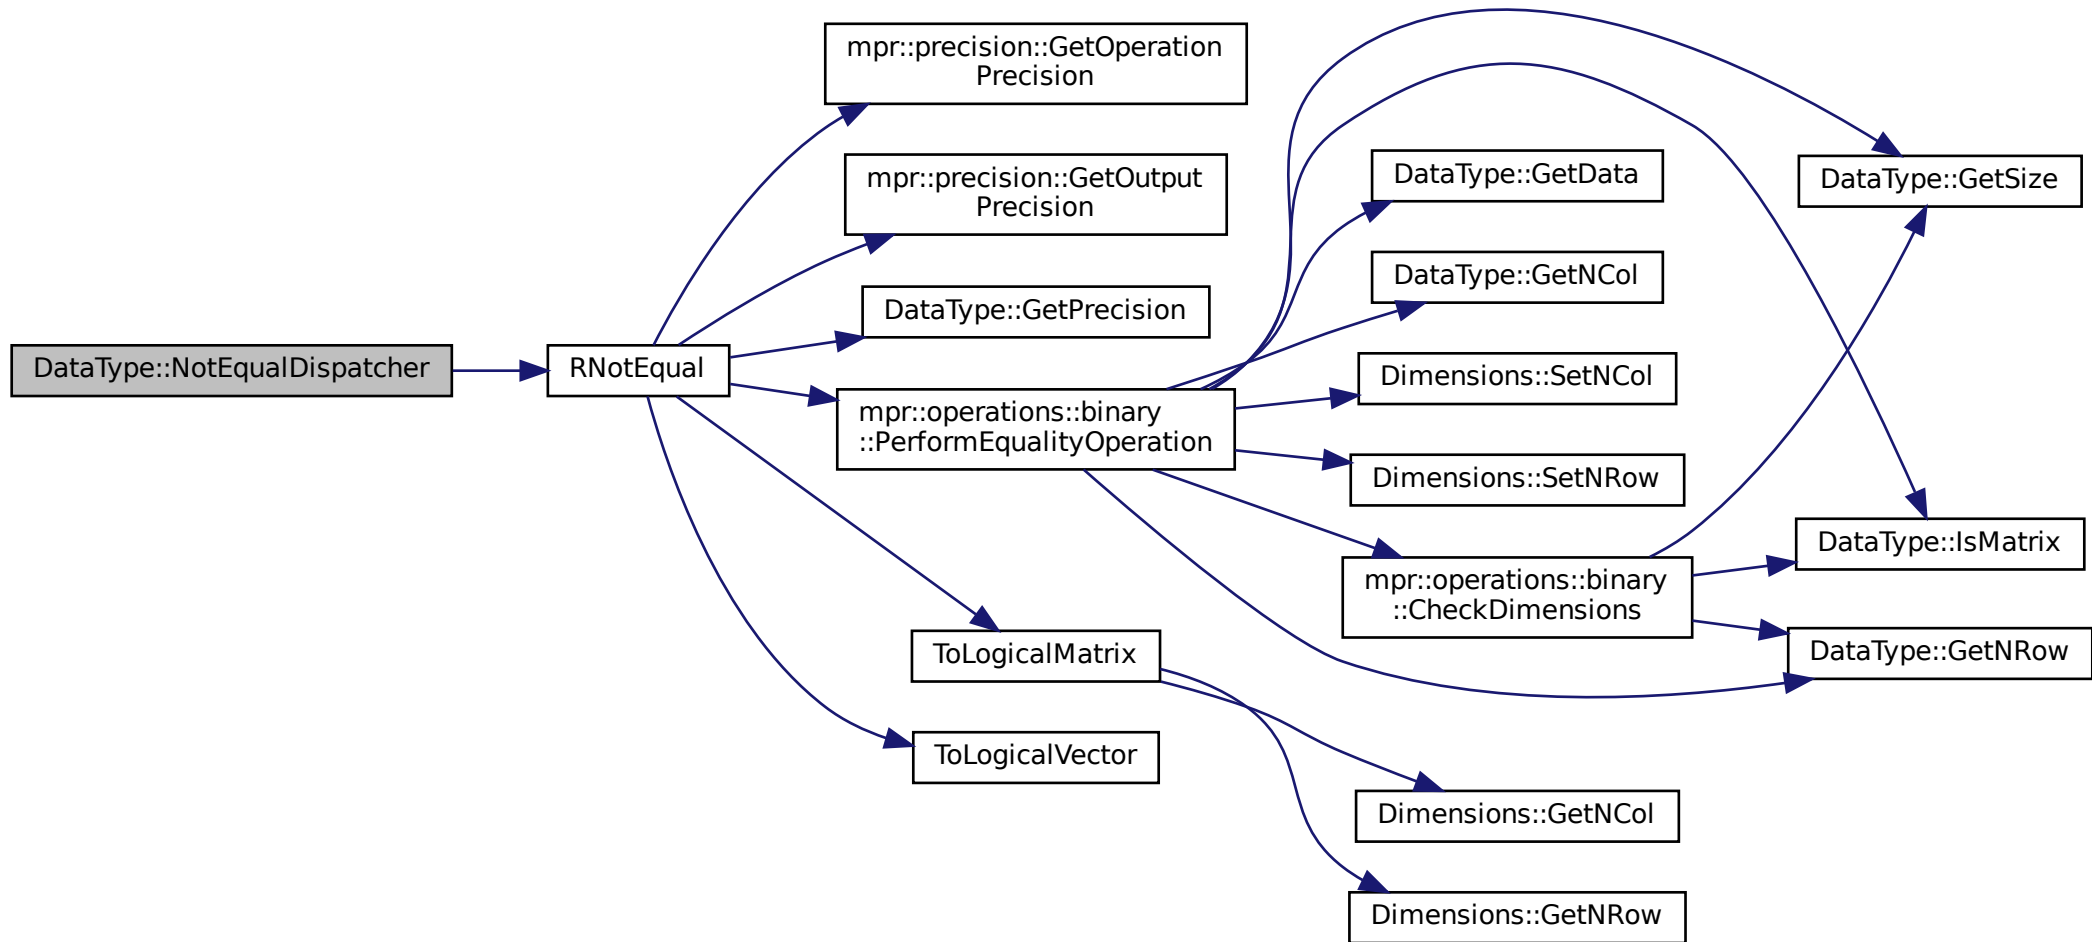 DataType::NotEqualDispatcher
RNotEqual
mpr::precision::GetOperation
Precision
mpr::precision::GetOutput
Precision
DataType::GetPrecision
mpr::operations::binary
::PerformEqualityOperation
ToLogicalMatrix
ToLogicalVector
DataType::GetData
DataType::GetNCol
Dimensions::SetNCol
Dimensions::SetNRow
mpr::operations::binary
::CheckDimensions
Dimensions::GetNCol
Dimensions::GetNRow
DataType::GetSize
DataType::IsMatrix
DataType::GetNRow